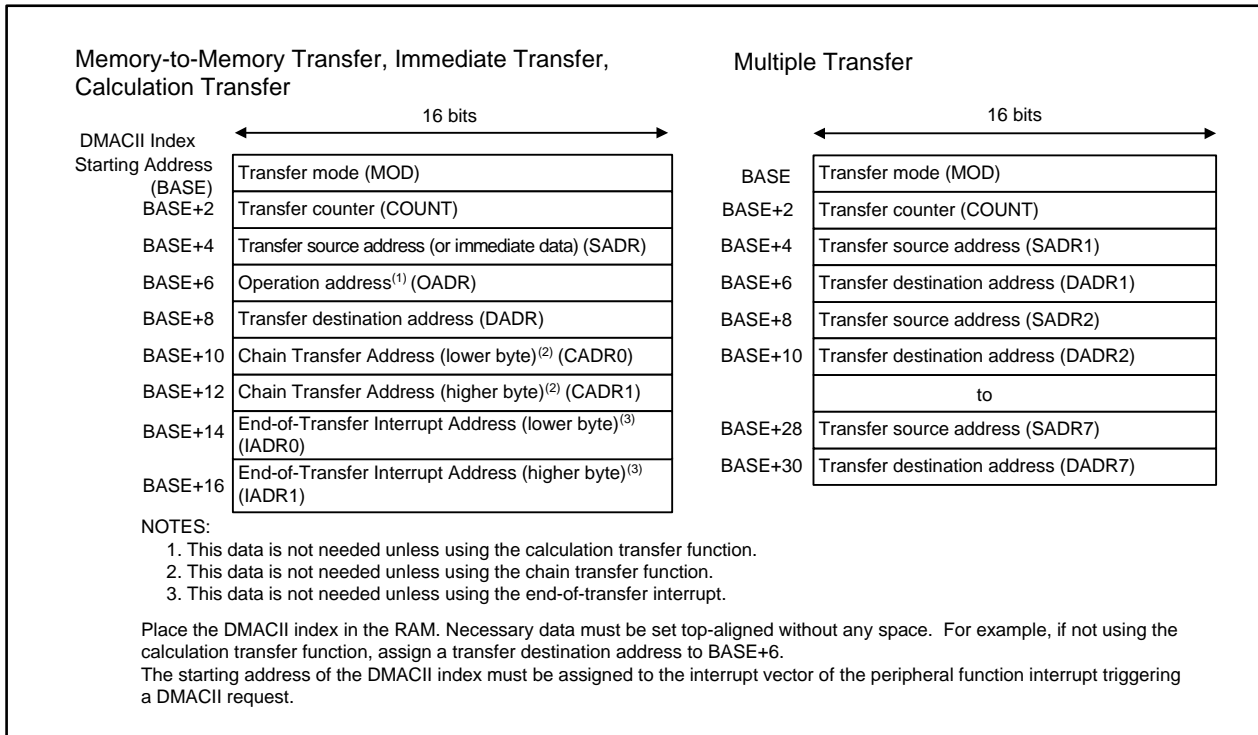 Memory-to-Memory Transfer, Immediate Transfer,
Calculation Transfer
16 bits
DMACII Index
Starting Address
(BASE)
Transfer mode (MOD)
BASE+2 Transfer counter (COUNT)
BASE+4 Transfer source address (or immediate data) (SADR)
BASE+6 Operation address(1) (OADR)
BASE+8 Transfer destination address (DADR)
BASE+10 Chain Transfer Address (lower byte)(2) (CADR0)
BASE+12 Chain Transfer Address (higher byte)(2) (CADR1)
BASE+14 End-of-Transfer Interrupt Address (lower byte)(3)
(IADR0)
BASE+16 End-of-Transfer Interrupt Address (higher byte)(3)
(IADR1)
Multiple Transfer
16 bits
BASE Transfer mode (MOD)
BASE+2 Transfer counter (COUNT)
BASE+4 Transfer source address (SADR1)
BASE+6 Transfer destination address (DADR1)
BASE+8 Transfer source address (SADR2)
BASE+10 Transfer destination address (DADR2)
to
BASE+28 Transfer source address (SADR7)
BASE+30 Transfer destination address (DADR7)
NOTES:
1. This data is not needed unless using the calculation transfer function.
2. This data is not needed unless using the chain transfer function.
3. This data is not needed unless using the end-of-transfer interrupt.
Place the DMACII index in the RAM. Necessary data must be set top-aligned without any space. For example, if not using the
calculation transfer function, assign a transfer destination address to BASE+6.
The starting address of the DMACII index must be assigned to the interrupt vector of the peripheral function interrupt triggering
a DMACII request.